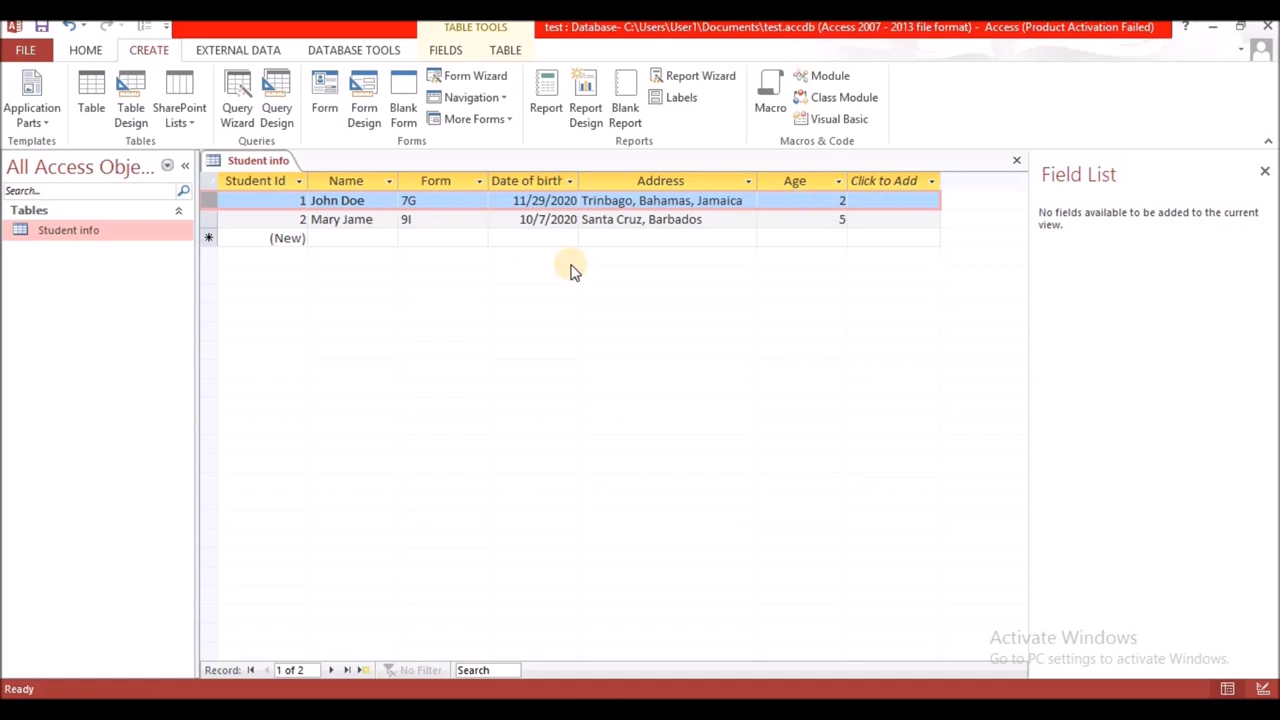 TABLE TOOLS
test : Database- C:\Users\User1\Documents\test.accdb (Access 2007 - 2013 file format) - Access (Product Activation Failed)
FILE HOME CREATE EXTERNAL DATA DATABASE TOOLS FIELDS TABLE
Application Parts
Table
Table Design
SharePoint Lists
Query Wizard
Query Design
Form
Form Design
Blank Form
Form Wizard
Navigation
More Forms
Report
Report Design
Blank Report
Report Wizard
Labels
Macro
Module
Class Module
Visual Basic
Templates Tables Queries Forms Reports Macros & Code
All Access Obje...
Search...
Tables
Student info
Student info
Student Id Name Form Date of birth Address Age Click to Add
1 John Doe 7G 11/29/2020 Trinbago, Bahamas, Jamaica 2
2 Mary Jame 9I 10/7/2020 Santa Cruz, Barbados 5
(New)
Field List
No fields available to be added to the current
view.
Activate Windows
Go to PC settings to activate Windows.
Record: 1 of 2 No Filter Search
Ready